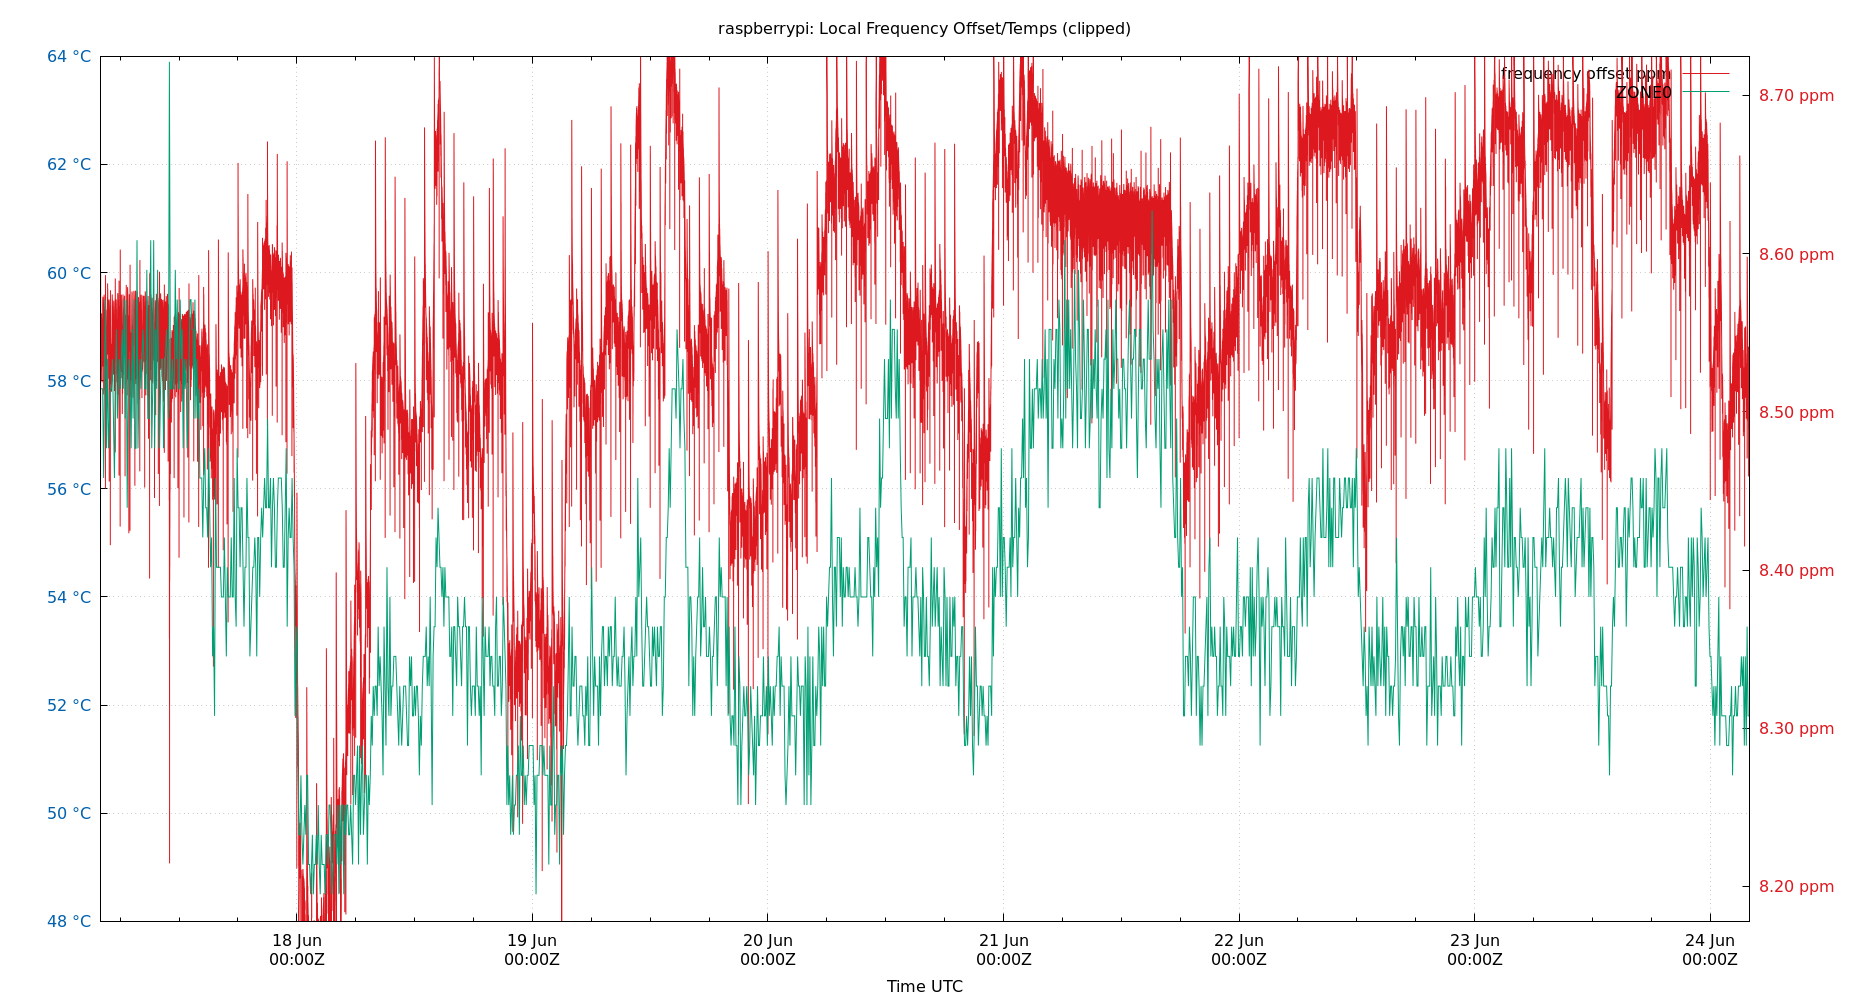 raspberrypi: Local Frequency Offset/Temps (clipped)
64 °C
62 °C
60 °C
58 °C
56 °C
54 °C
52 °C
50 °C
48 °C
frequency offset ppm
ZONE0
8.70 ppm
8.60 ppm
8.50 ppm
8.40 ppm
8.30 ppm
8.20 ppm
18 Jun
00:00Z
19 Jun
00:00Z
20 Jun
00:00Z
21 Jun
00:00Z
22 Jun
00:00Z
23 Jun
00:00Z
24 Jun
00:00Z
Time UTC